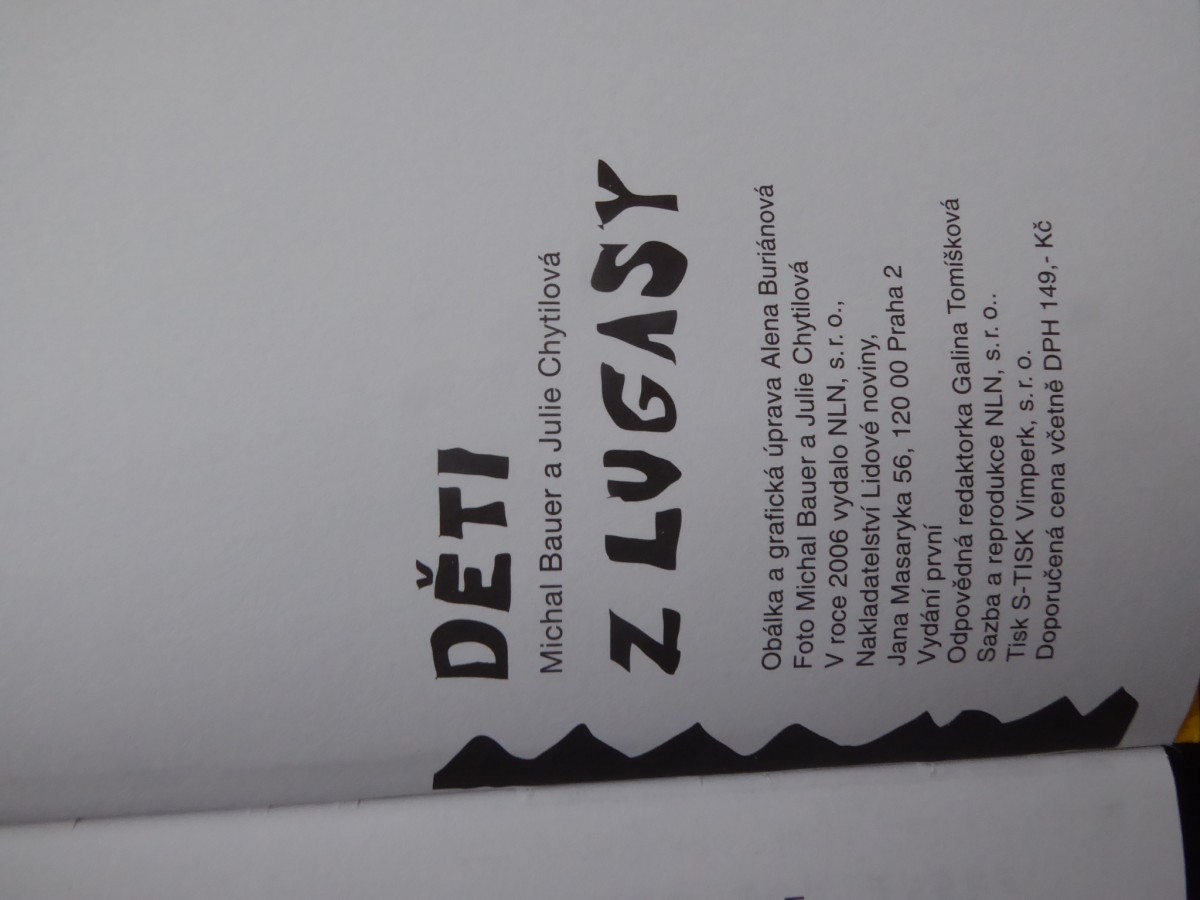 DĚTI
Michal Bauer a Julie Chytilová
Z LUGASY
Obálka a grafická úprava Alena Buriánová
Foto Michal Bauer a Julie Chytilová
V roce 2006 vydalo NLN, s. r. o.,
Nakladatelství Lidové noviny,
Jana Masaryka 56, 120 00 Praha 2
Vydání první
Odpovědná redaktorka Galina Tomíšková
Sazba a reprodukce NLN, s. r. o..
Tisk S-TISK Vimperk, s. r. o.
Doporučená cena včetně DPH 149,- Kč